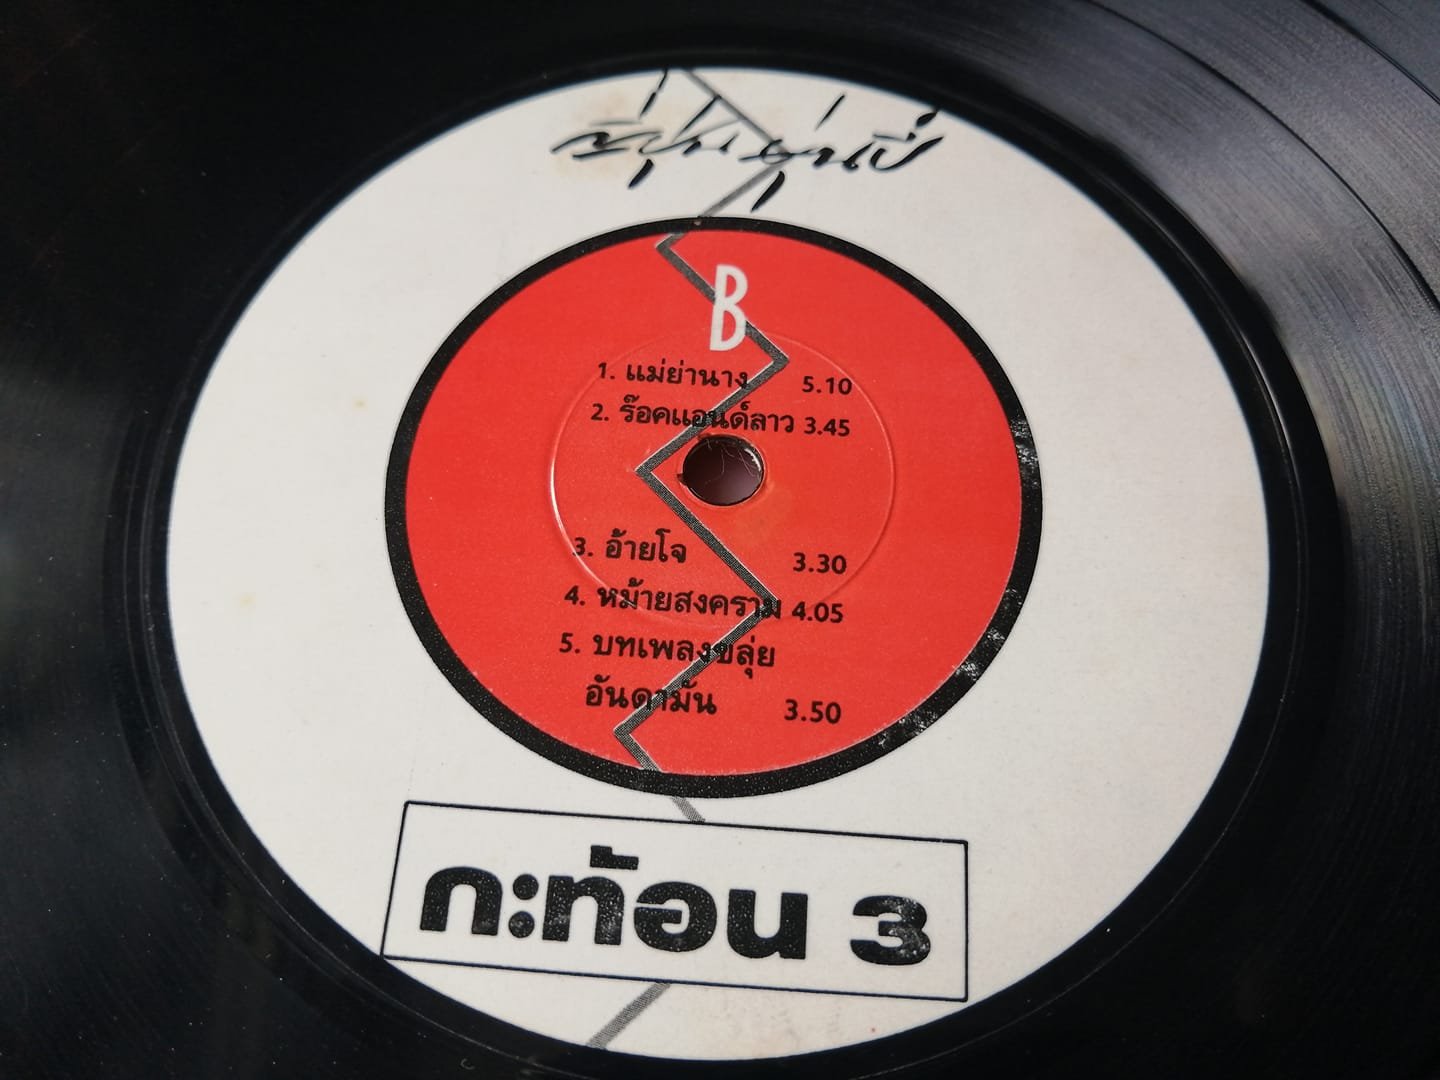 B
1. แม่ย่านาง 5.10
2. ร๊อคแอนด์ลาว 3.45
3. อ้ายโจ 3.30
4. หม้ายสงคราม 4.05
5. บทเพลงขลุ่ย
อันดามัน 3.50
กะท้อน 3